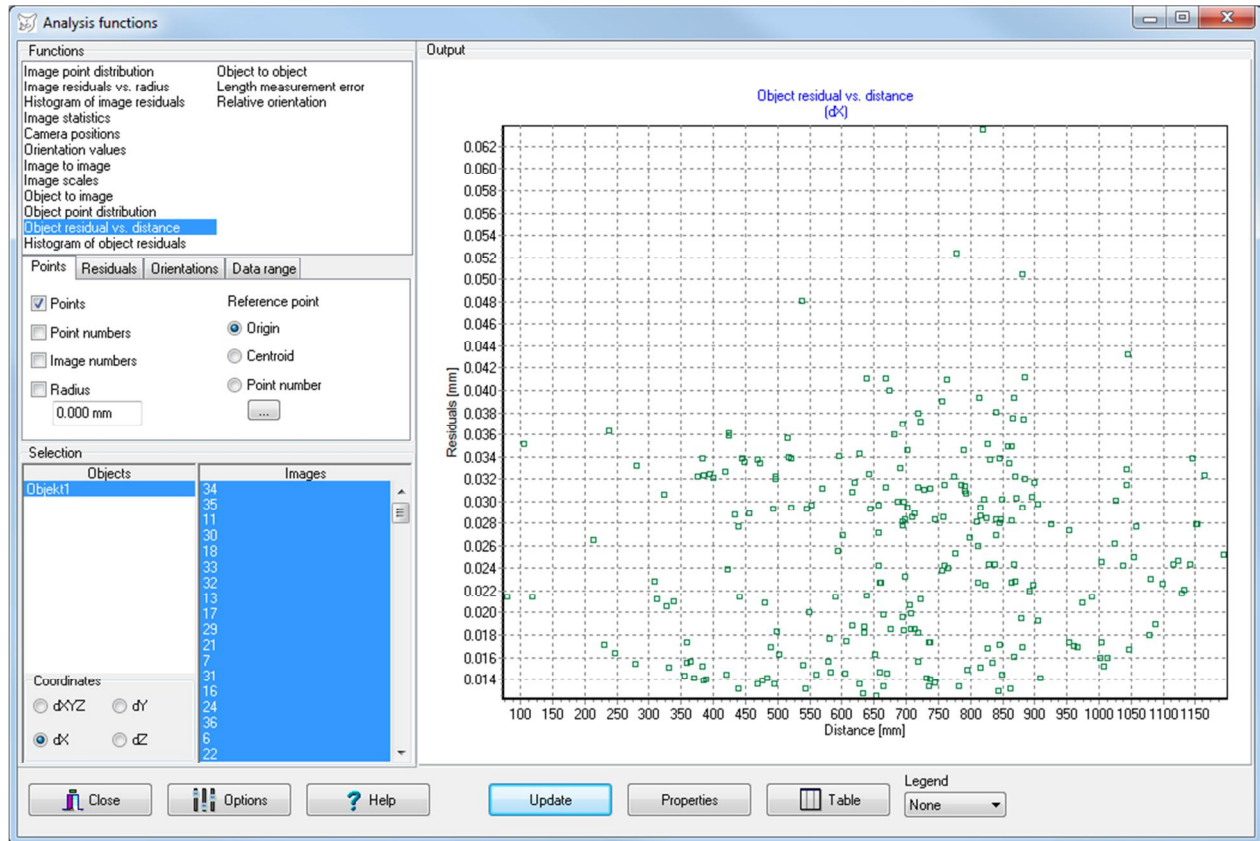 Analysis functions
Functions
Image point distribution
Image residuals vs. radius
Histogram of image residuals
Image statistics
Camera positions
Orientation values
Image to image
Image scales
Object to image
Object point distribution
Object residual vs. distance
Histogram of object residuals
Object to object
Length measurement error
Relative orientation
Points Residuals Orientations Data range
Points
Point numbers
Image numbers
Radius
0.000 mm
Reference point
Origin
Centroid
Point number
...
Selection
Objects
Objekt1
Images
34
35
11
30
18
33
32
13
17
29
21
7
31
16
24
36
6
22
Coordinates
dXYZ dY
dX dZ
Output
Object residual vs. distance
(dX)
Residuals [mm]
0.062
0.060
0.058
0.056
0.054
0.052
0.050
0.048
0.046
0.044
0.042
0.040
0.038
0.036
0.034
0.032
0.030
0.028
0.026
0.024
0.022
0.020
0.018
0.016
0.014
100 150 200 250 300 350 400 450 500 550 600 650 700 750 800 850 900 950 1000 1050 1100 1150
Distance [mm]
Close Options Help Update Properties Table
Legend
None